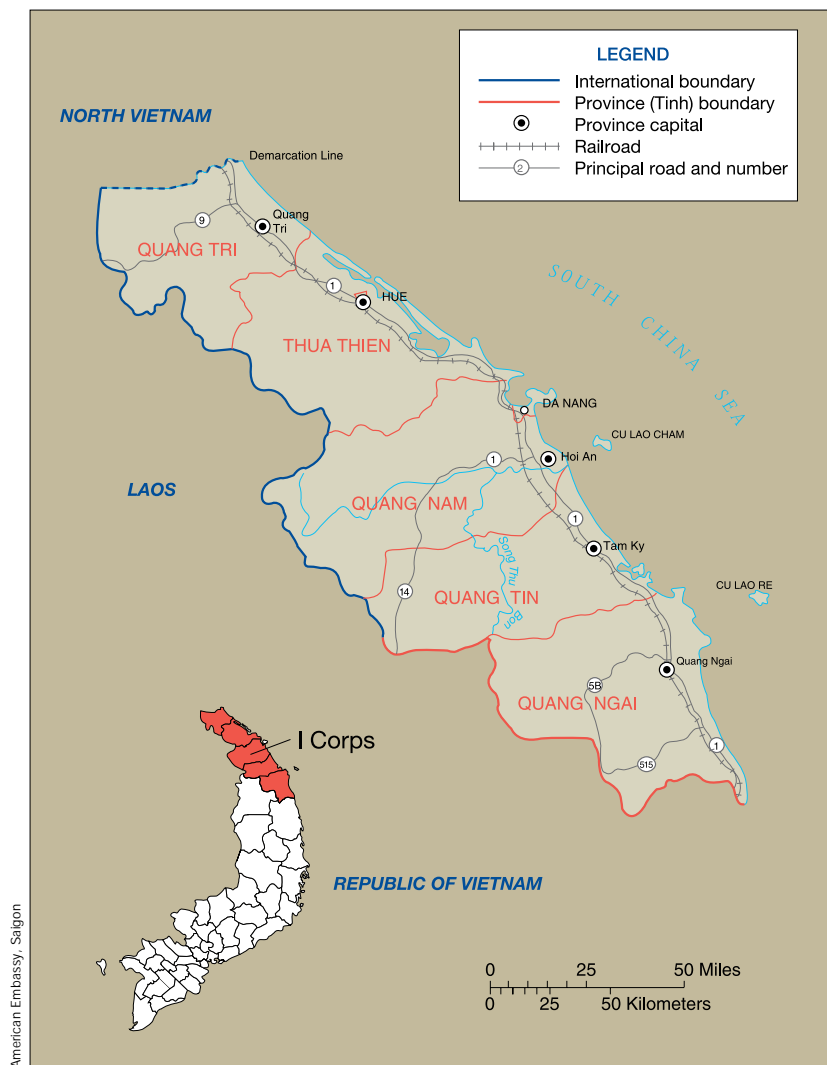 LEGEND
International boundary
Province (Tinh) boundary
Province capital
Railroad
2
Principal road and number
NORTH VIETNAM
Demarcation Line
Quang
Tri
9
QUANG TRI
1
HUE
THUA THIEN
SOUTH CHINA SEA
DA NANG
CU LAO CHAM
1
Hoi An
LAOS
QUANG NAM
1
Tam Ky
Song Thu
Bon
14
QUANG TIN
CU LAO RE
Quang Ngai
5B
QUANG NGAI
1
515
I Corps
REPUBLIC OF VIETNAM
0 25 50 Miles
0 25 50 Kilometers
American Embassy, Saigon